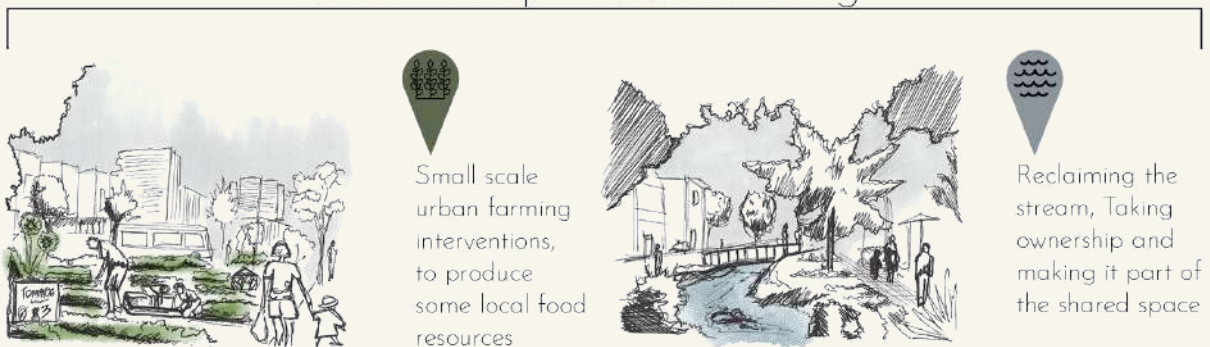 Small scale
urban farming
interventions,
to produce
some local food
resources
Reclaiming the
stream, Taking
ownership and
making it part of
the shared space